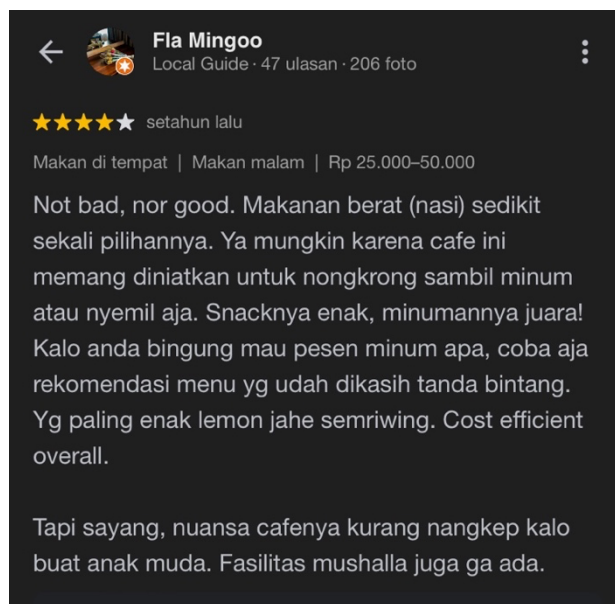 Fla Mingoo
Local Guide · 47 ulasan · 206 foto
setahun lalu
Makan di tempat | Makan malam | Rp 25.000–50.000
Not bad, nor good. Makanan berat (nasi) sedikit
sekali pilihannya. Ya mungkin karena cafe ini
memang diniatkan untuk nongkrong sambil minum
atau nyemil aja. Snacknya enak, minumannya juara!
Kalo anda bingung mau pesen minum apa, coba aja
rekomendasi menu yg udah dikasih tanda bintang.
Yg paling enak lemon jahe semriwing. Cost efficient
overall.
Tapi sayang, nuansa cafenya kurang nangkep kalo
buat anak muda. Fasilitas mushalla juga ga ada.